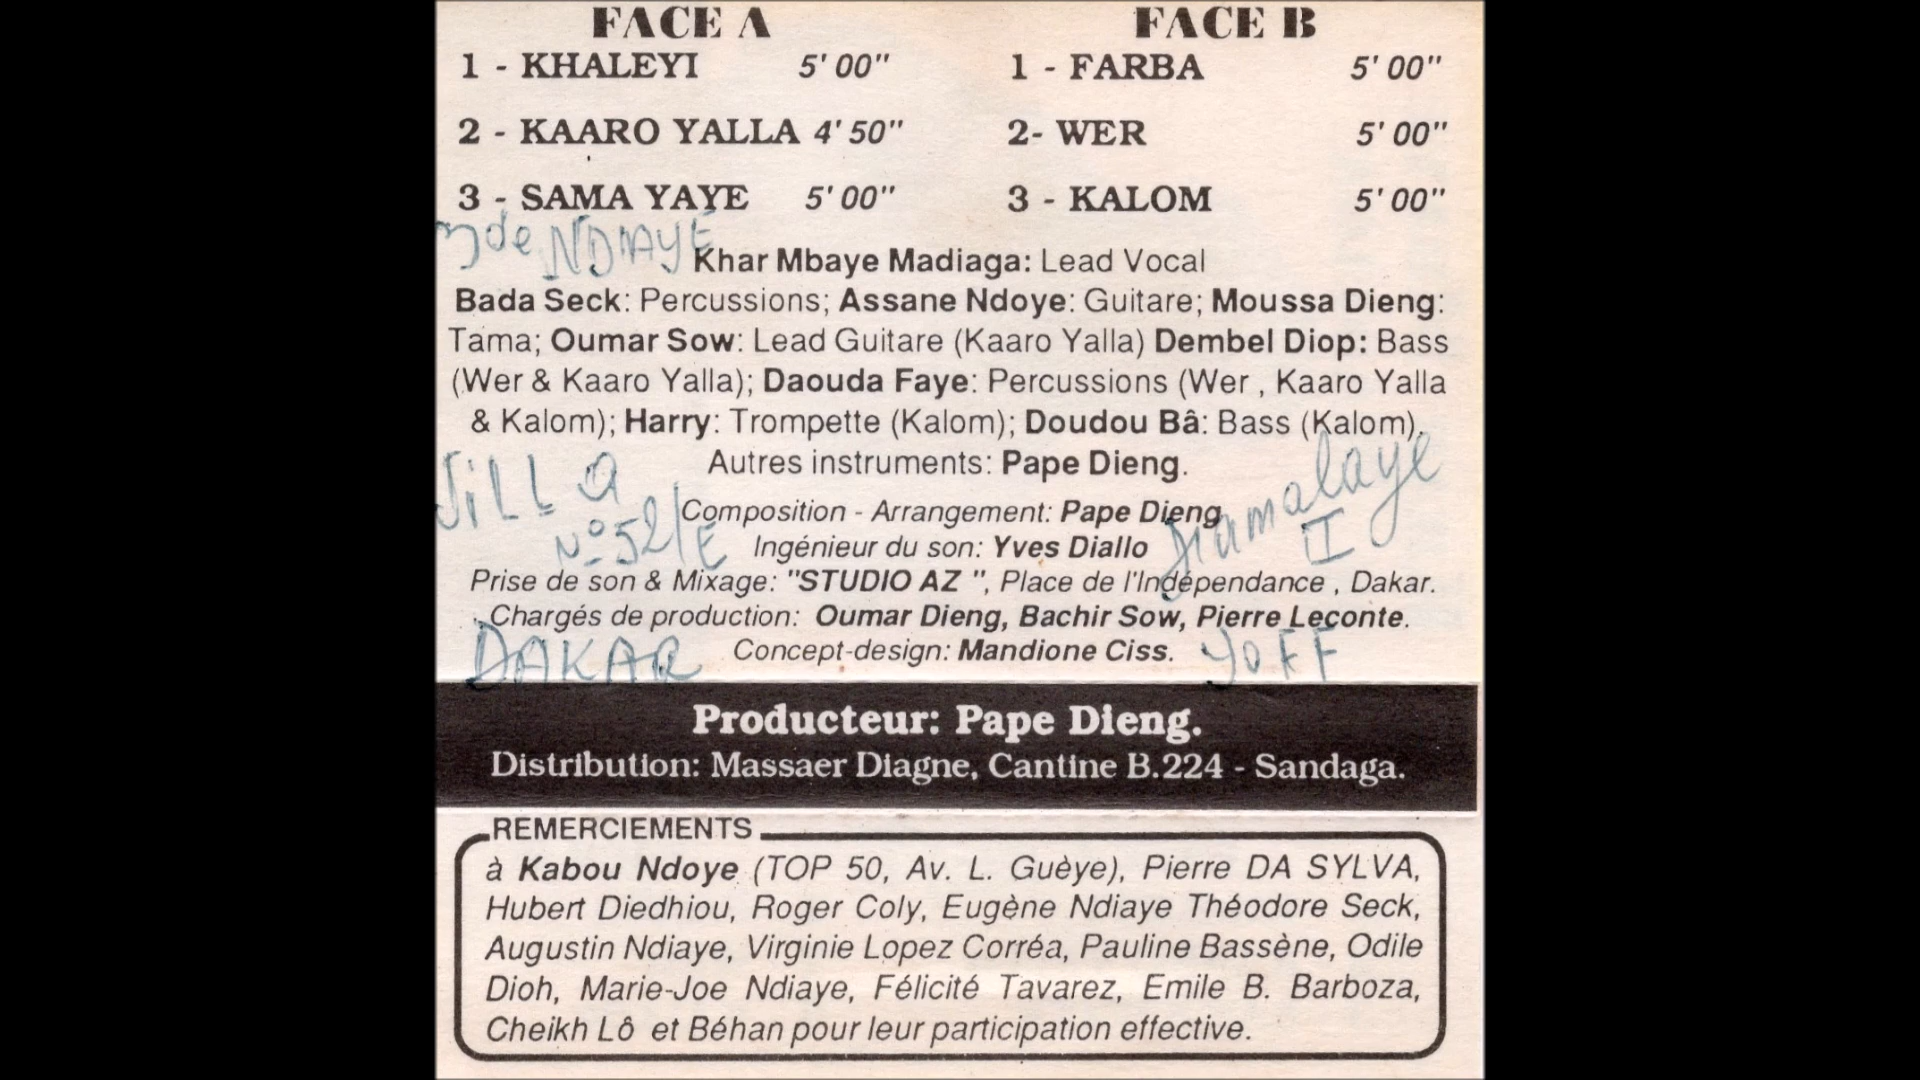 FACE A
1 - KHALEYI 5' 00"
2 - KAARO YALLA 4' 50"
3 - SAMA YAYE 5' 00"
FACE B
1 - FARBA 5' 00"
2- WER 5' 00"
3 - KALOM 5' 00"
NDIAYE
Khar Mbaye Madiaga: Lead Vocal
Bada Seck: Percussions; Assane Ndoye: Guitare; Moussa Dieng:
Tama; Oumar Sow: Lead Guitare (Kaaro Yalla) Dembel Diop: Bass
(Wer & Kaaro Yalla); Daouda Faye: Percussions (Wer , Kaaro Yalla
& Kalom); Harry: Trompette (Kalom); Doudou Bâ: Bass (Kalom).
Autres instruments: Pape Dieng.
Villa
N° 52/E
Diamalaye
II
Composition - Arrangement: Pape Dieng
Ingénieur du son: Yves Diallo
Prise de son & Mixage: "STUDIO AZ ", Place de l'Indépendance , Dakar.
Chargés de production: Oumar Dieng, Bachir Sow, Pierre Leconte.
Concept-design: Mandione Ciss.
DAKAR
YOFF
Producteur: Pape Dieng.
Distribution: Massaer Diagne, Cantine B.224 - Sandaga.
REMERCIEMENTS
à Kabou Ndoye (TOP 50, Av. L. Guèye), Pierre DA SYLVA,
Hubert Diedhiou, Roger Coly, Eugène Ndiaye Théodore Seck,
Augustin Ndiaye, Virginie Lopez Corréa, Pauline Bassène, Odile
Dioh, Marie-Joe Ndiaye, Félicité Tavarez, Emile B. Barboza,
Cheikh Lô et Béhan pour leur participation effective.